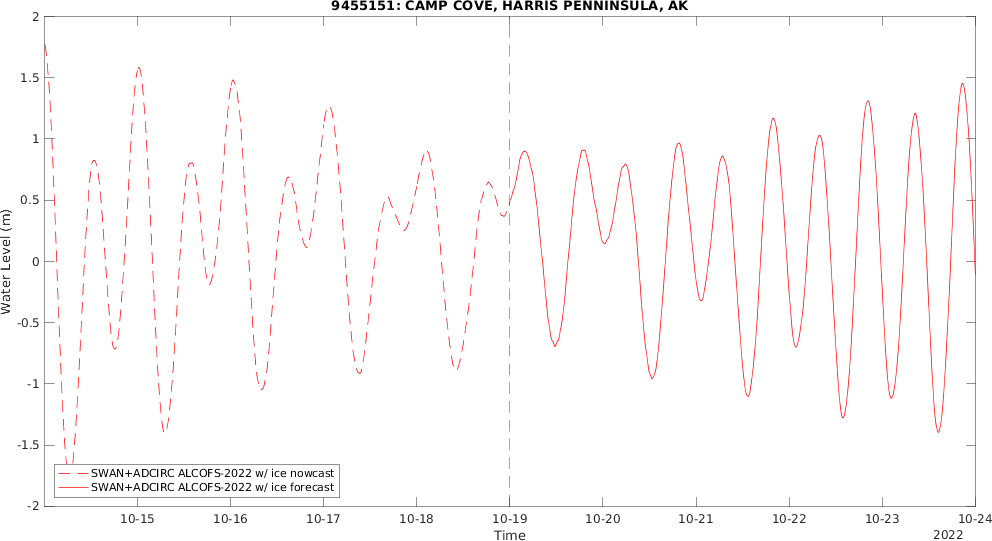 9455151: CAMP COVE, HARRIS PENNINSULA, AK
2
1.5
1
0.5
0
-0.5
-1
-1.5
-2
Water Level (m)
SWAN+ADCIRC ALCOFS-2022 w/ ice nowcast
SWAN+ADCIRC ALCOFS-2022 w/ ice forecast
10-15 10-16 10-17 10-18 10-19 10-20 10-21 10-22 10-23 10-24
Time
2022